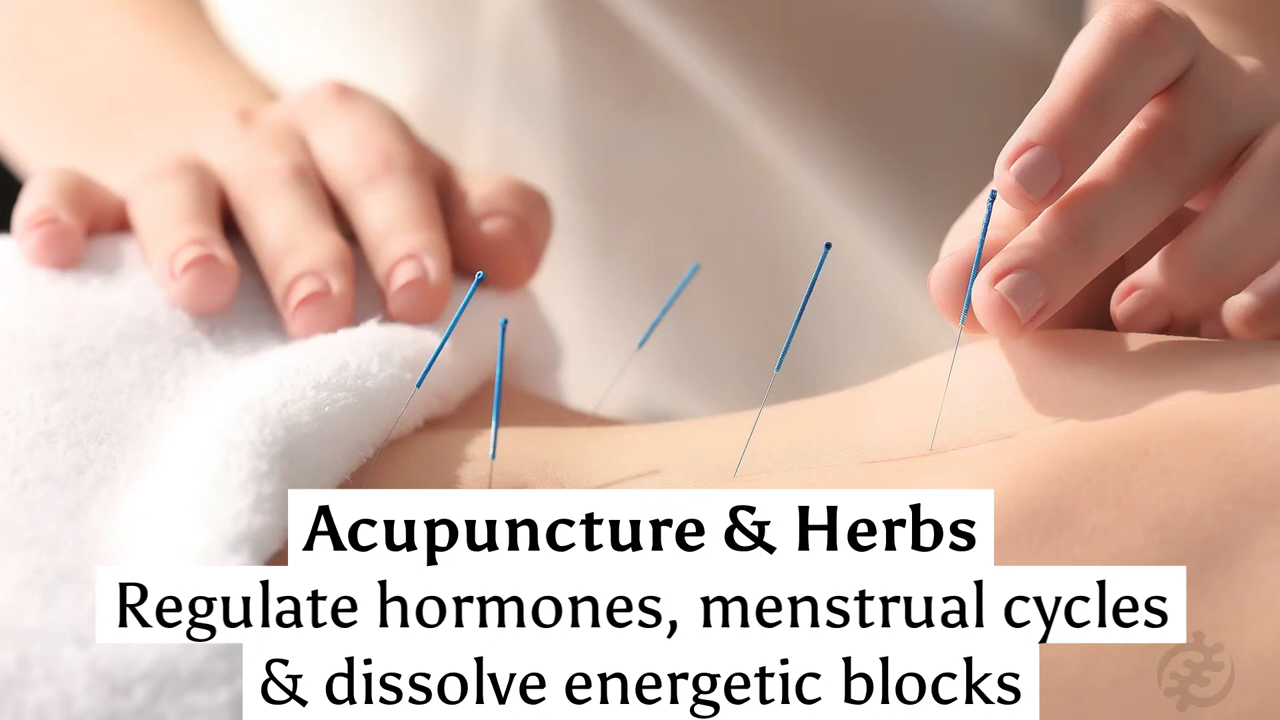 Acupuncture & Herbs
Regulate hormones, menstrual cycles
& dissolve energetic blocks